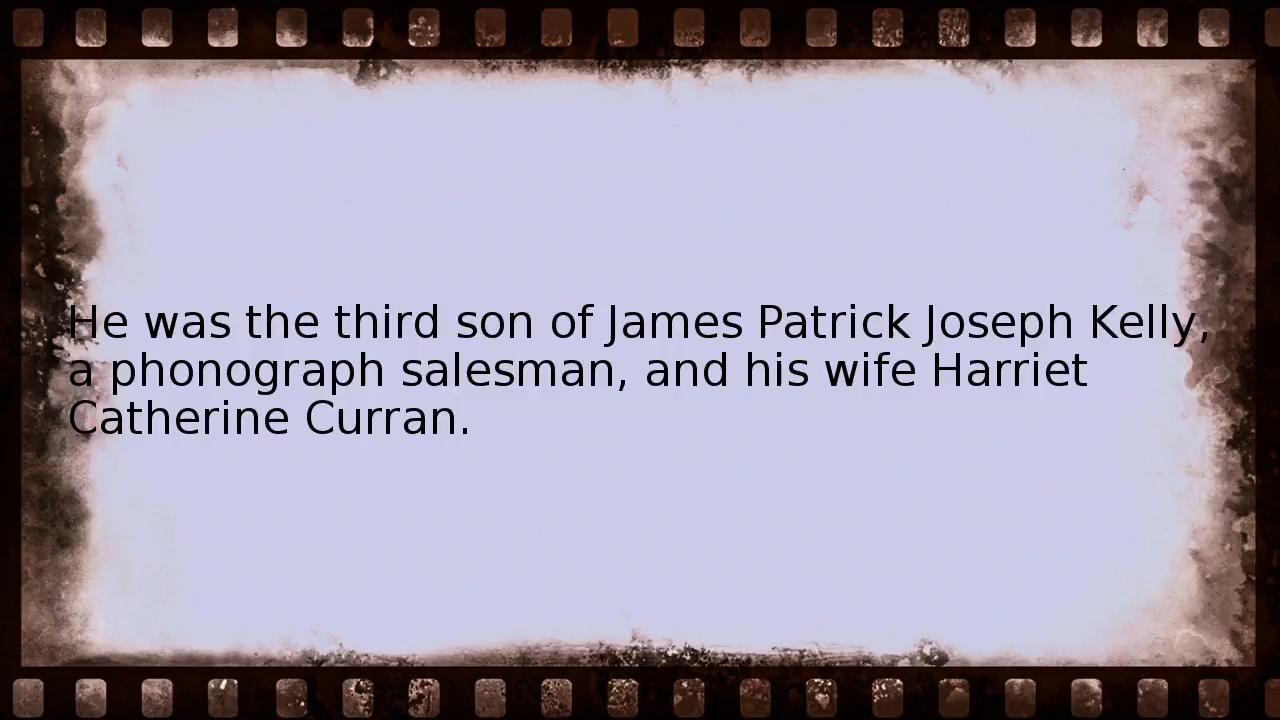 He was the third son of James Patrick Joseph Kelly,
a phonograph salesman, and his wife Harriet
Catherine Curran.